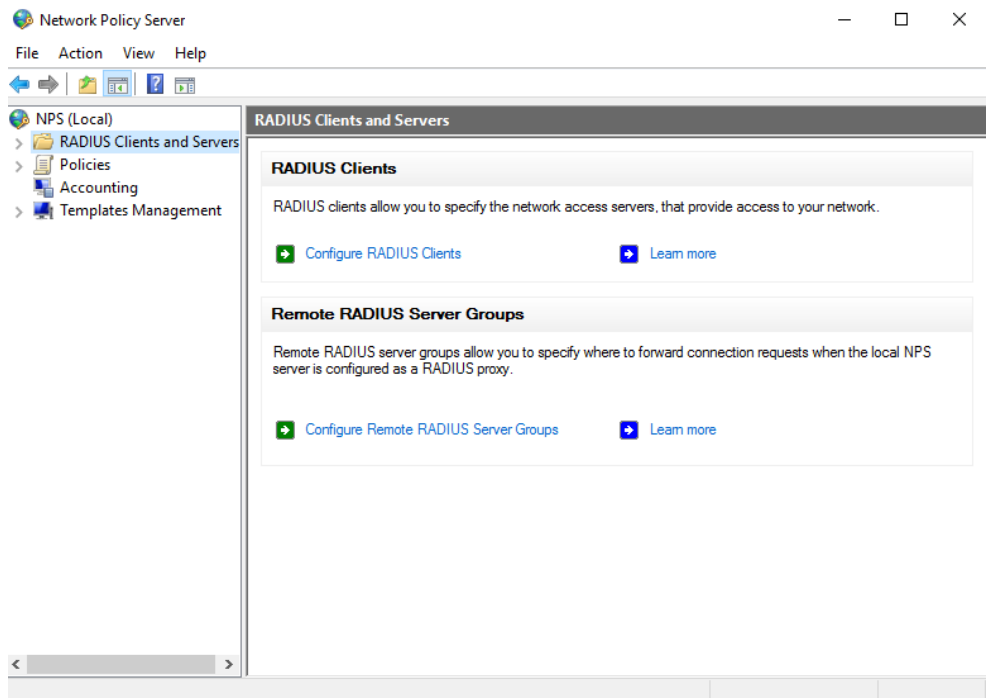 Network Policy Server
File Action View Help
NPS (Local)
RADIUS Clients and Servers
Policies
Accounting
Templates Management
RADIUS Clients and Servers
RADIUS Clients
RADIUS clients allow you to specify the network access servers, that provide access to your network.
Configure RADIUS Clients Learn more
Remote RADIUS Server Groups
Remote RADIUS server groups allow you to specify where to forward connection requests when the local NPS
server is configured as a RADIUS proxy.
Configure Remote RADIUS Server Groups Learn more